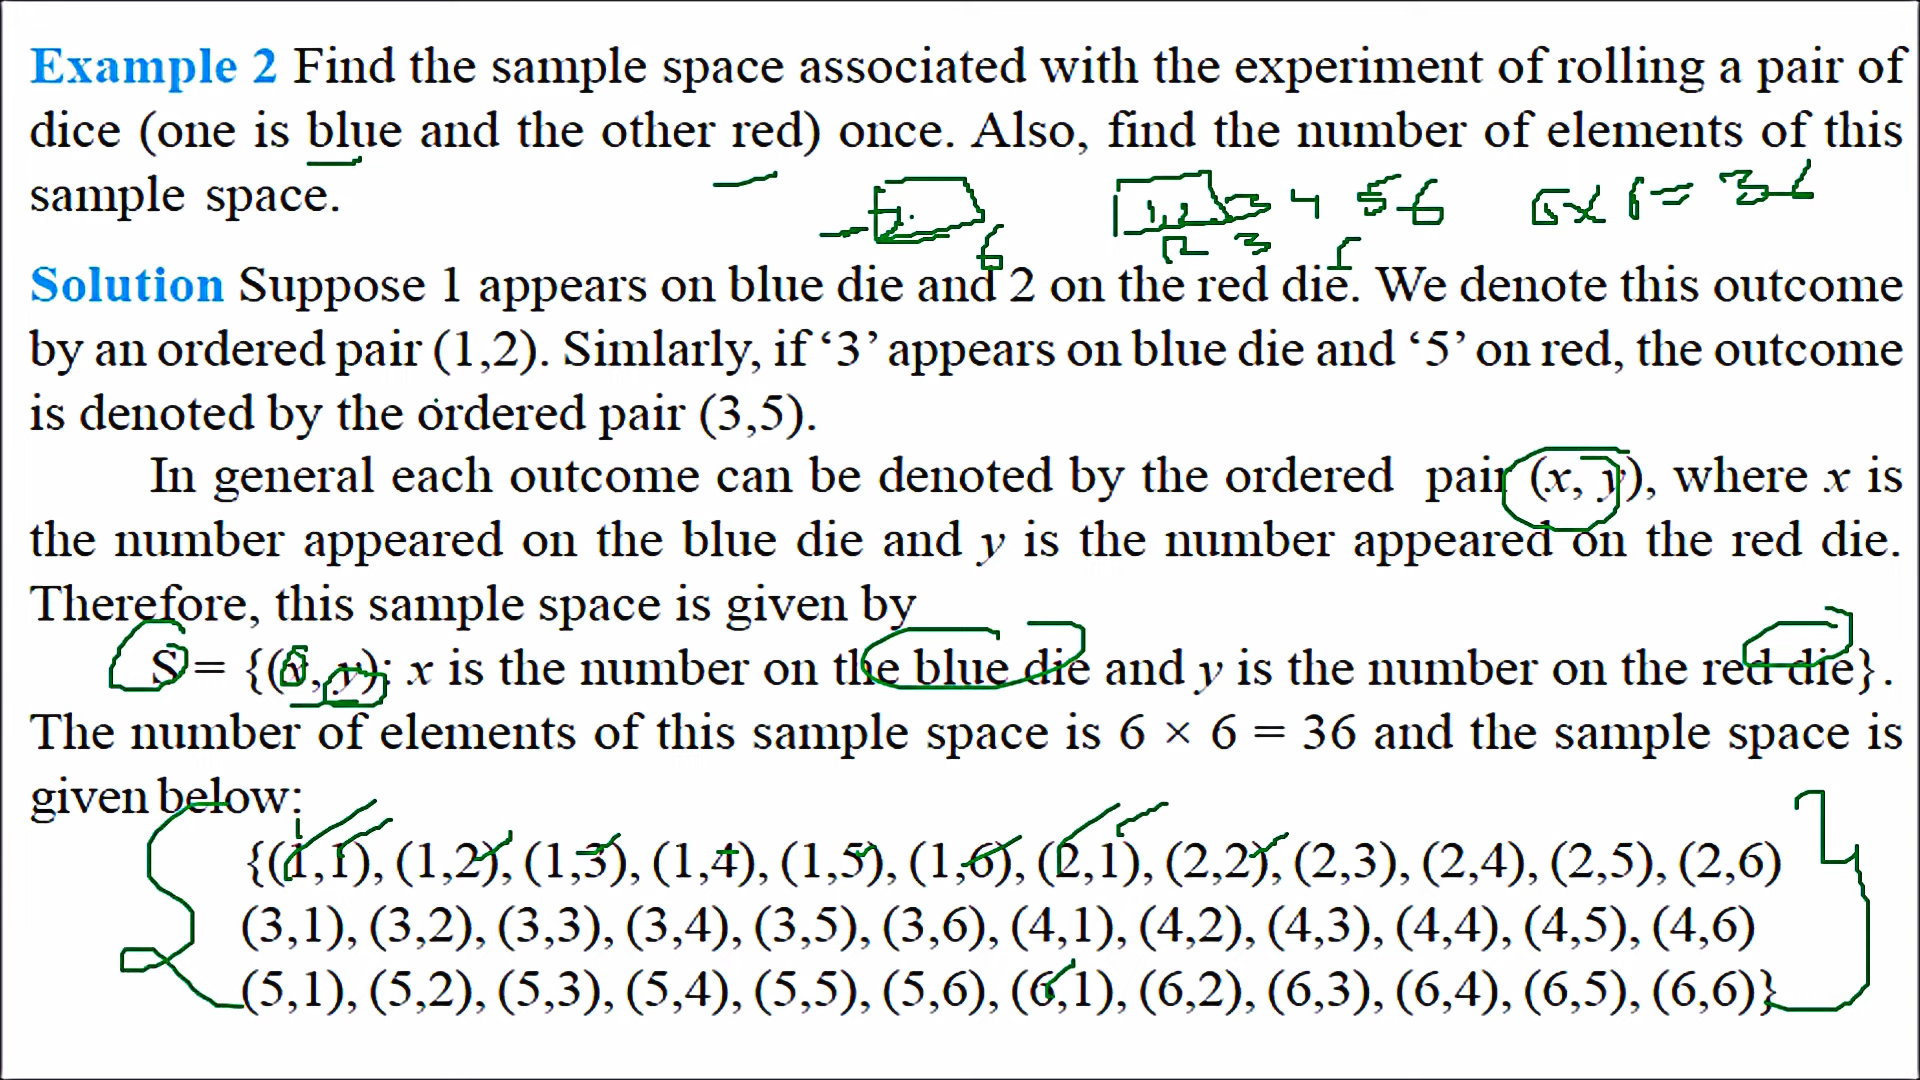 Example 2 Find the sample space associated with the experiment of rolling a pair of
dice (one is blue and the other red) once. Also, find the number of elements of this
sample space.
3 4 5 6 6x6=36
6 2 3
Solution Suppose 1 appears on blue die and 2 on the red die. We denote this outcome
by an ordered pair (1,2). Simlarly, if ‘3’ appears on blue die and ‘5’ on red, the outcome
is denoted by the ordered pair (3,5).
In general each outcome can be denoted by the ordered pair (x, y), where x is
the number appeared on the blue die and y is the number appeared on the red die.
Therefore, this sample space is given by
S = {(x, y): x is the number on the blue die and y is the number on the red die}.
The number of elements of this sample space is 6 × 6 = 36 and the sample space is
given below:
{(1,1), (1,2), (1,3), (1,4), (1,5), (1,6), (2,1), (2,2), (2,3), (2,4), (2,5), (2,6)
(3,1), (3,2), (3,3), (3,4), (3,5), (3,6), (4,1), (4,2), (4,3), (4,4), (4,5), (4,6)
(5,1), (5,2), (5,3), (5,4), (5,5), (5,6), (6,1), (6,2), (6,3), (6,4), (6,5), (6,6)}